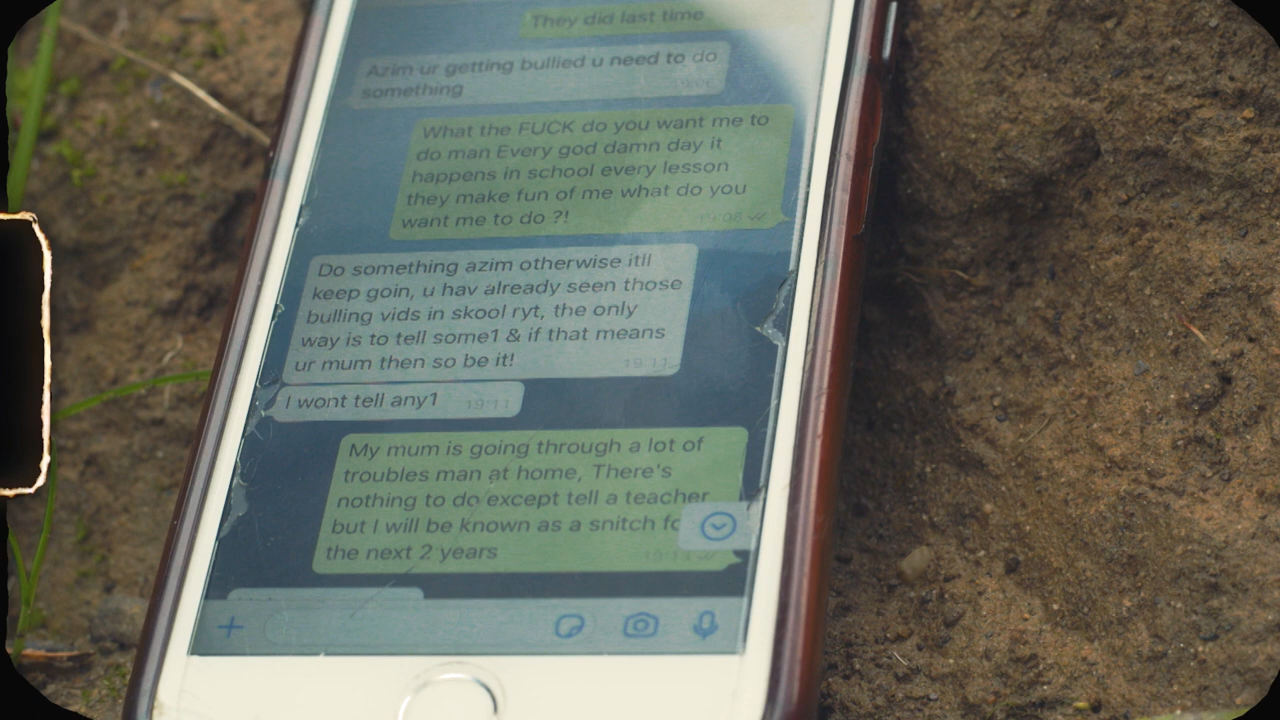 They did last time
Azim ur getting bullied u need to do
something
19:06
What the FUCK do you want me to
do man Every god damn day it
happens in school every lesson
they make fun of me what do you
want me to do ?!
19:08
Do something azim otherwise itll
keep goin, u hav already seen those
bulling vids in skool ryt, the only
way is to tell some1 & if that means
ur mum then so be it!
19:11
I wont tell any1
19:11
My mum is going through a lot of
troubles man at home, There's
nothing to do except tell a teacher
but I will be known as a snitch
the next 2 years